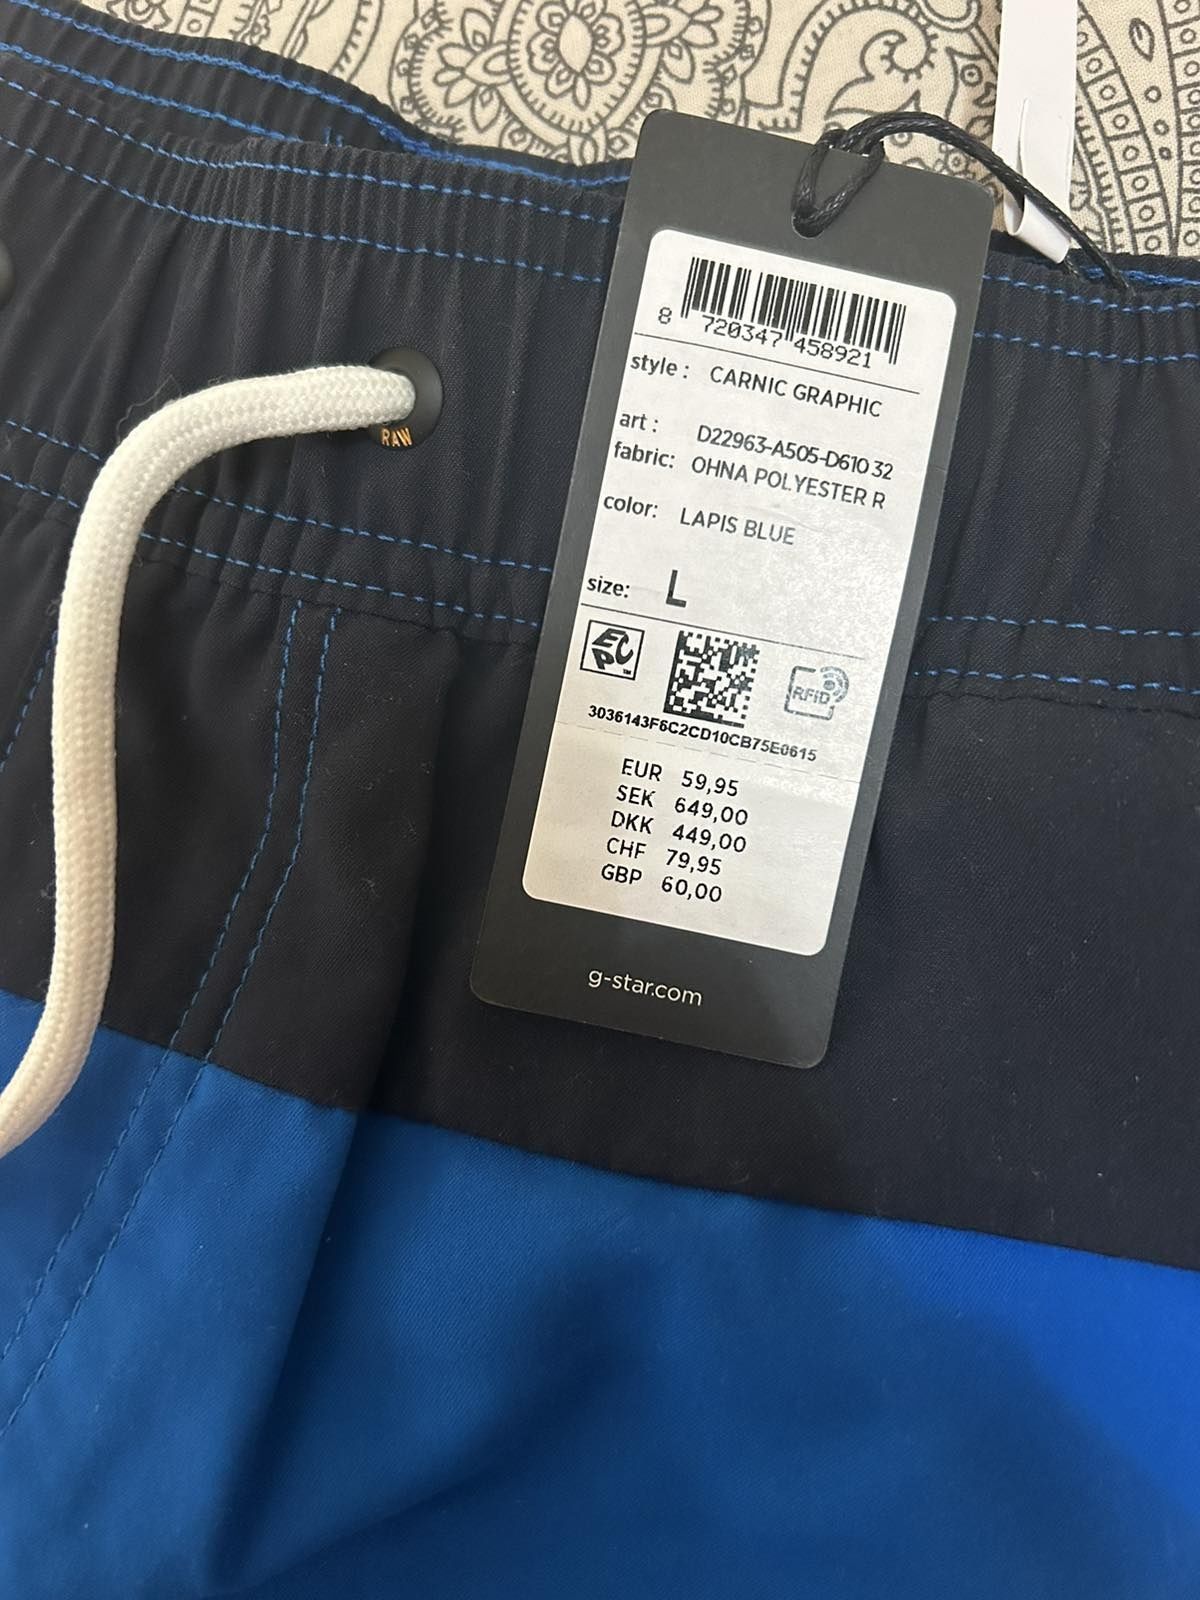 RAW
8 720347 458921
style : CARNIC GRAPHIC
art : D22963-A505-D610 32
fabric: OHNA POLYESTER R
color: LAPIS BLUE
size: L
EPC™
RFID
3036143F6C2CD10CB75E0615
EUR 59,95
SEK 649,00
DKK 449,00
CHF 79,95
GBP 60,00
g-star.com